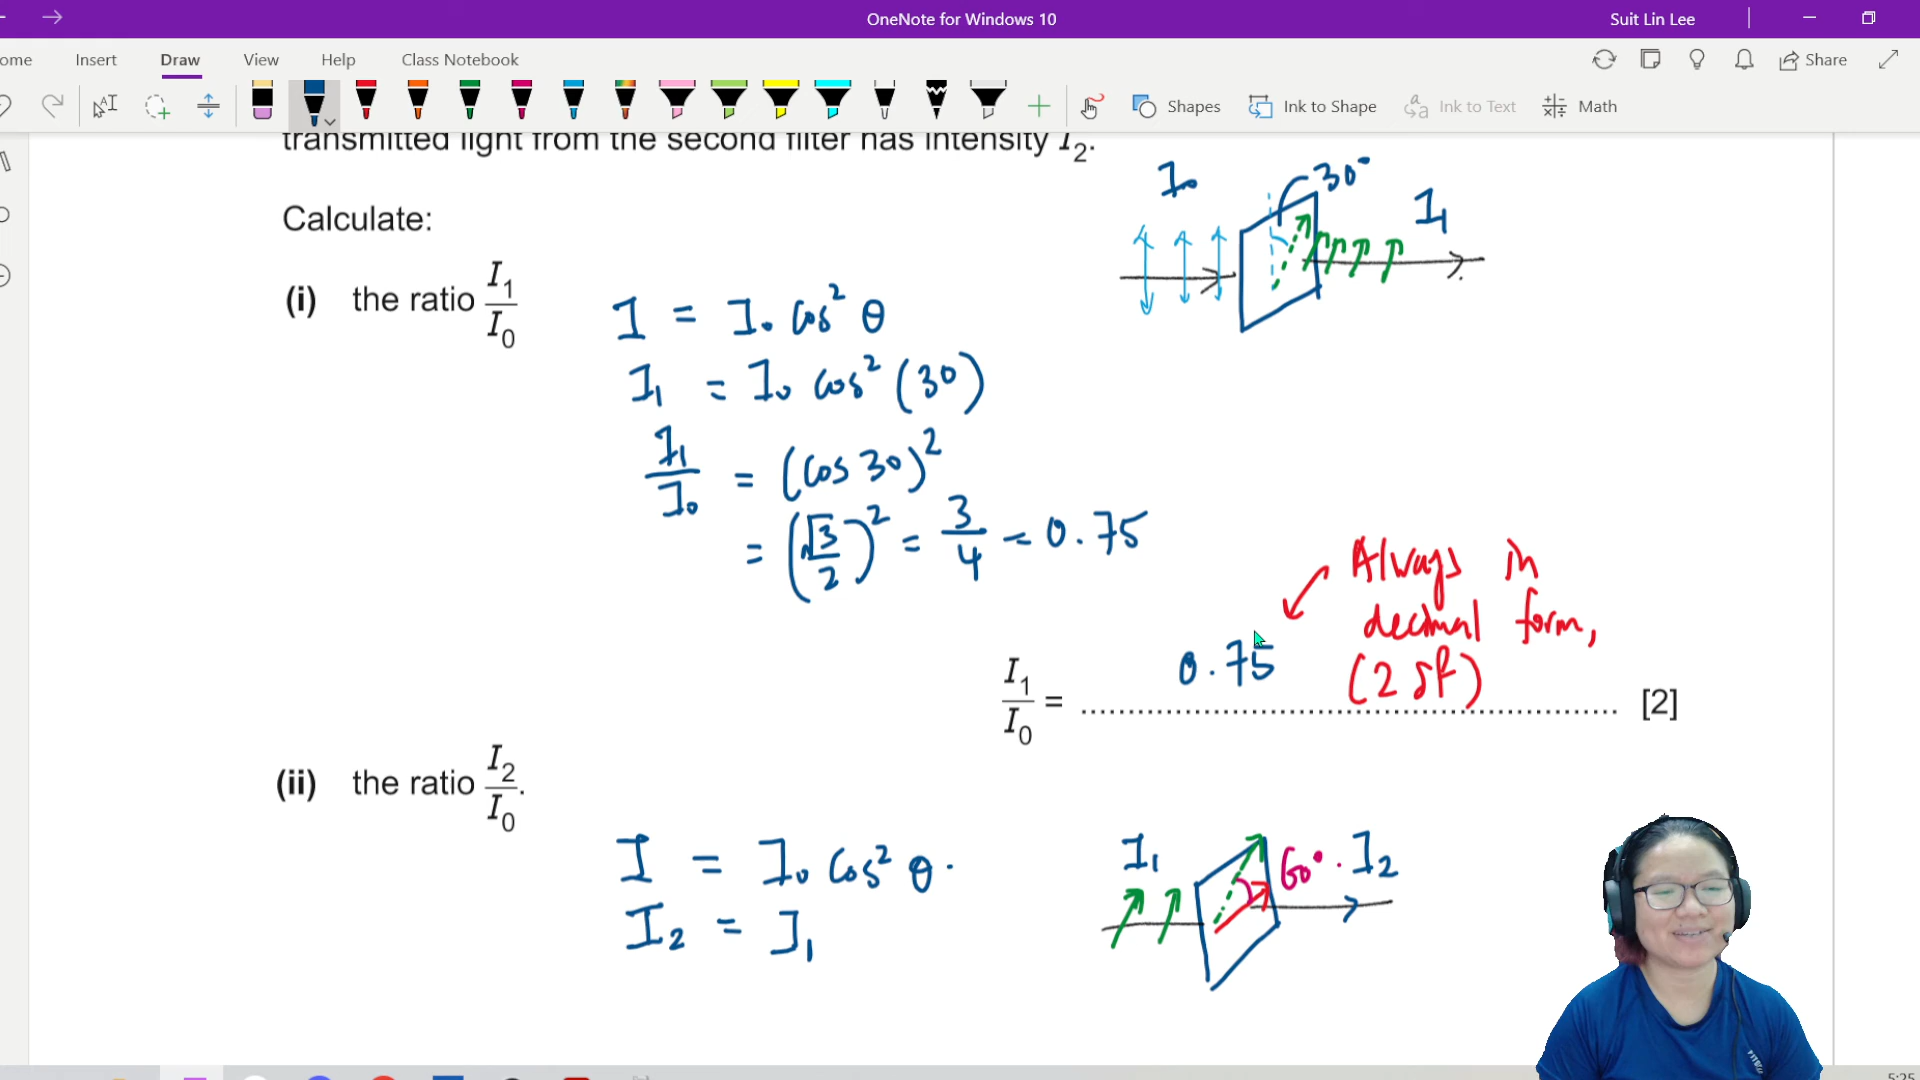 OneNote for Windows 10
Suit Lin Lee
ome Insert Draw View Help Class Notebook
Share
Shapes Ink to Shape Ink to Text Math
transmitted light from the second filter has intensity I₂.
I₀ 30° I₁
Calculate:
(i) the ratio I₁/I₀
I = I₀ cos² θ
I₁ = I₀ cos² (30)
I₁/I₀ = (cos 30)²
= (√3/2)² = 3/4 = 0.75
Always in
decimal form,
(2 sf)
I₁/I₀ = 0.75 [2]
(ii) the ratio I₂/I₀.
I = I₀ cos² θ.
I₂ = I₁
I₁ 60°. I₂
5:25